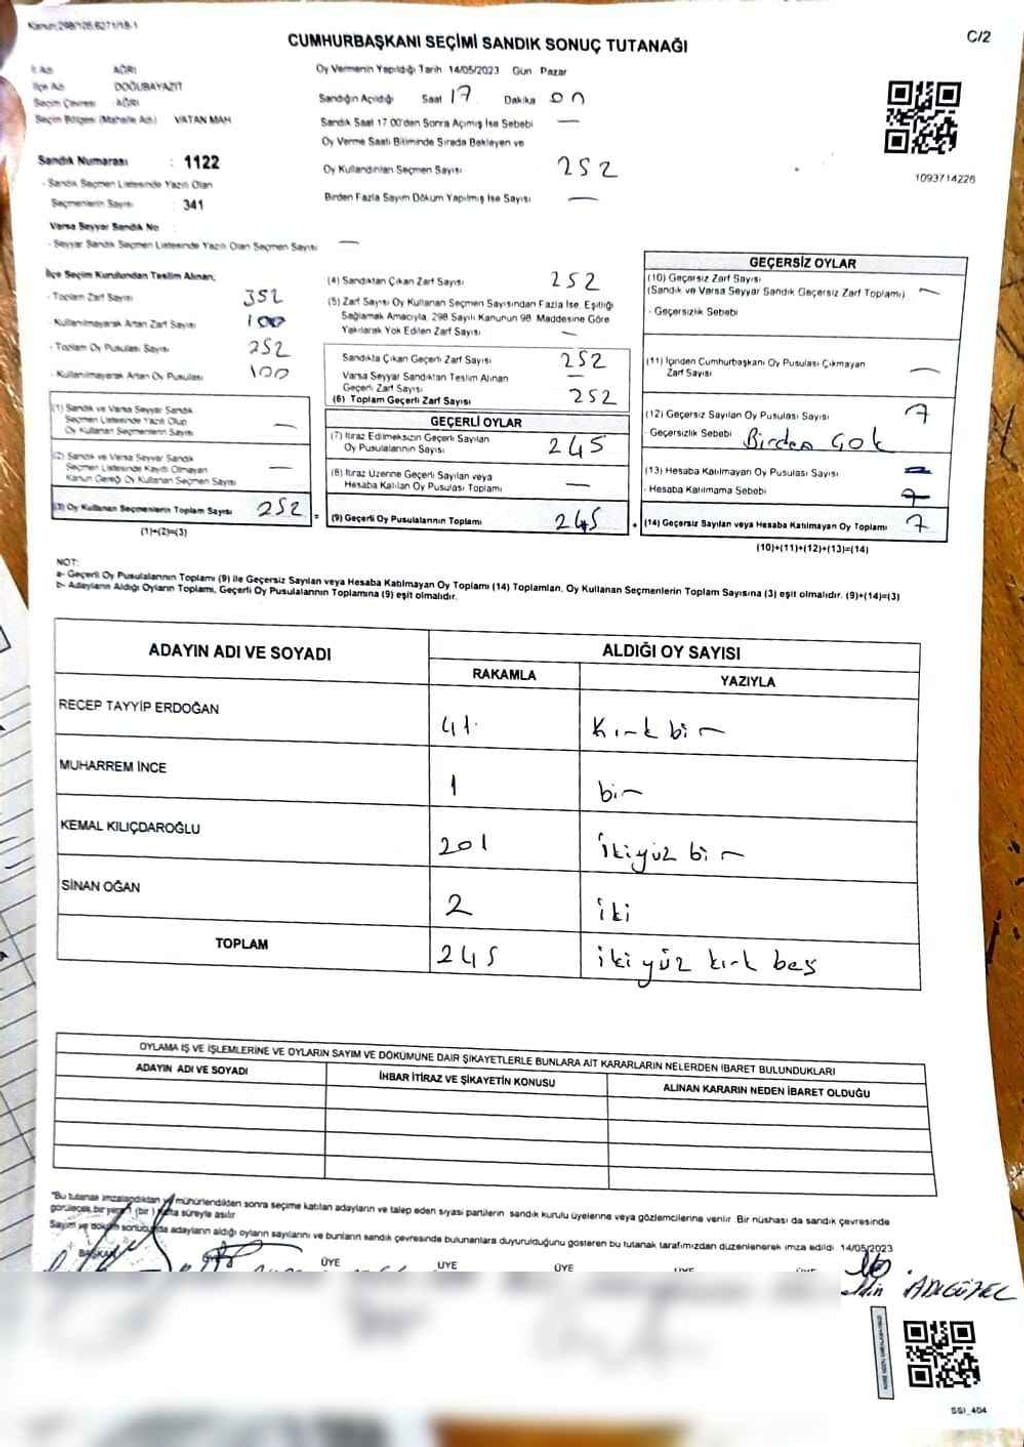 Kanun:298/105,6271/18-1
C/2
CUMHURBAŞKANI SEÇİMİ SANDIK SONUÇ TUTANAĞI
İl Adı AĞRI
İlçe Adı DOĞUBAYAZIT
Seçim Çevresi : AĞRI
Seçim Bölgesi (Mahalle Adı) VATAN MAH
Sandık Numarası : 1122
- Sandık Seçmen Listesinde Yazılı Olan
Seçmenlerin Sayısı : 341
Varsa Seyyar Sandık No
- Seyyar Sandık Seçmen Listesinde Yazılı Olan Seçmen Sayısı —
Oy Vermenin Yapıldığı Tarih 14/05/2023 Gün Pazar
Sandığın Açıldığı Saat 17 Dakika 00
Sandık Saat 17.00'den Sonra Açılmış İse Sebebi —
Oy Verme Saati Bitiminde Sırada Bekleyen ve
Oy Kullandırılan Seçmen Sayısı 252
Birden Fazla Sayım Döküm Yapılmış İse Sayısı —
1093714226
İlçe Seçim Kurulundan Teslim Alınan,
- Toplam Zarf Sayısı 352
- Kullanılmayarak Artan Zarf Sayısı 100
- Toplam Oy Pusulası Sayısı 252
- Kullanılmayarak Artan Oy Pusulası 100
(1) Sandık ve Varsa Seyyar Sandık
Seçmen Listesinde Yazılı Olup
Oy Kullanan Seçmenlerin Sayısı —
(2) Sandık ve Varsa Seyyar Sandık
Seçmen Listesinde Kayıtlı Olmayan
Kanun Gereği Oy Kullanan Seçmen Sayısı —
(3) Oy Kullanan Seçmenlerin Toplam Sayısı 252 =
(1)+(2)=(3)
(4) Sandıktan Çıkan Zarf Sayısı 252
(5) Zarf Sayısı Oy Kullanan Seçmen Sayısından Fazla İse, Eşitliği
Sağlamak Amacıyla, 298 Sayılı Kanunun 98. Maddesine Göre
Yakılarak Yok Edilen Zarf Sayısı —
Sandıkta Çıkan Geçerli Zarf Sayısı 252
Varsa Seyyar Sandıktan Teslim Alınan
Geçerli Zarf Sayısı —
(6) Toplam Geçerli Zarf Sayısı 252
GEÇERLİ OYLAR
(7) İtiraz Edilmeksizin Geçerli Sayılan
Oy Pusulalarının Sayısı 245
(8) İtiraz Üzerine Geçerli Sayılan veya
Hesaba Katılan Oy Pusulası Toplamı —
(9) Geçerli Oy Pusulalarının Toplamı 245 +
GEÇERSİZ OYLAR
(10) Geçersiz Zarf Sayısı
(Sandık ve Varsa Seyyar Sandık Geçersiz Zarf Toplamı) —
- Geçersizlik Sebebi
(11) İçinden Cumhurbaşkanı Oy Pusulası Çıkmayan
Zarf Sayısı —
(12) Geçersiz Sayılan Oy Pusulası Sayısı 7
- Geçersizlik Sebebi Birden Çok
(13) Hesaba Katılmayan Oy Pusulası Sayısı
- Hesaba Katılmama Sebebi
(14) Geçersiz Sayılan veya Hesaba Katılmayan Oy Toplamı 7
(10)+(11)+(12)+(13)=(14)
NOT:
a- Geçerli Oy Pusulalarının Toplamı (9) ile Geçersiz Sayılan veya Hesaba Katılmayan Oy Toplamı (14) Toplamları, Oy Kullanan Seçmenlerin Toplam Sayısına (3) eşit olmalıdır. (9)+(14)=(3)
b- Adayların Aldığı Oyların Toplamı, Geçerli Oy Pusulalarının Toplamına (9) eşit olmalıdır.
ADAYIN ADI VE SOYADI
ALDIĞI OY SAYISI
RAKAMLA YAZIYLA
RECEP TAYYİP ERDOĞAN 41 Kırk bir
MUHARREM İNCE 1 bir
KEMAL KILIÇDAROĞLU 201 ikiyüz bir
SİNAN OĞAN 2 iki
TOPLAM 245 iki yüz kırk beş
OYLAMA İŞ VE İŞLEMLERİNE VE OYLARIN SAYIM VE DÖKÜMÜNE DAİR ŞİKAYETLERLE BUNLARA AİT KARARLARIN NELERDEN İBARET BULUNDUKLARI
ADAYIN ADI VE SOYADI İHBAR İTİRAZ VE ŞİKAYETİN KONUSU ALINAN KARARIN NEDEN İBARET OLDUĞU
"Bu tutanak imzalandıktan ve mühürlendikten sonra seçime katılan adayların ve talep eden siyasi partilerin sandık kurulu üyelerine veya gözlemcilerine verilir. Bir nüshası da sandık çevresinde
görülecek bir yere 1 (bir) hafta süreyle asılır
Sayım ve döküm sonucunda adayların aldığı oyların sayılarını ve bunların sandık çevresinde bulunanlara duyurulduğunu gösteren bu tutanak tarafımızdan düzenlenerek imza edildi. 14/05/2023
BAŞKAN ÜYE ÜYE ÜYE
ADIGÜZEL
SSI_404